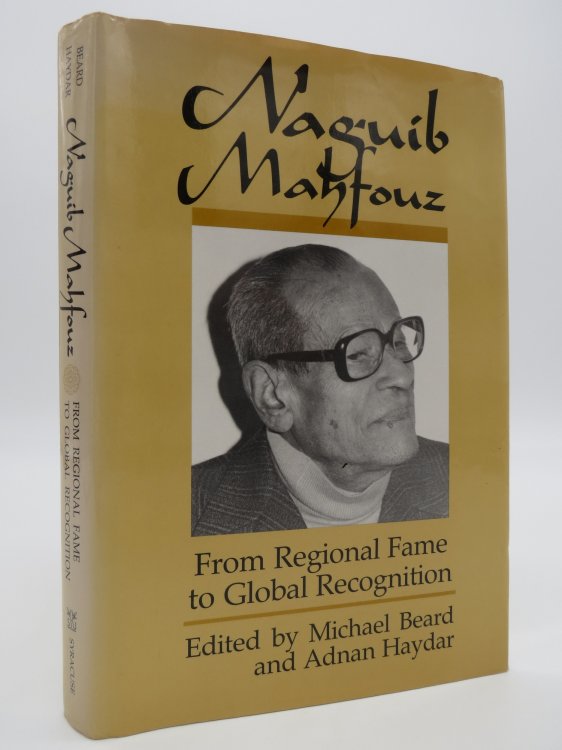 Naguib
Mahfouz
From Regional Fame
to Global Recognition
Edited by Michael Beard
and Adnan Haydar
BEARD
HAYDAR
Naguib Mahfouz
FROM REGIONAL FAME
TO GLOBAL RECOGNITION
SYRACUSE